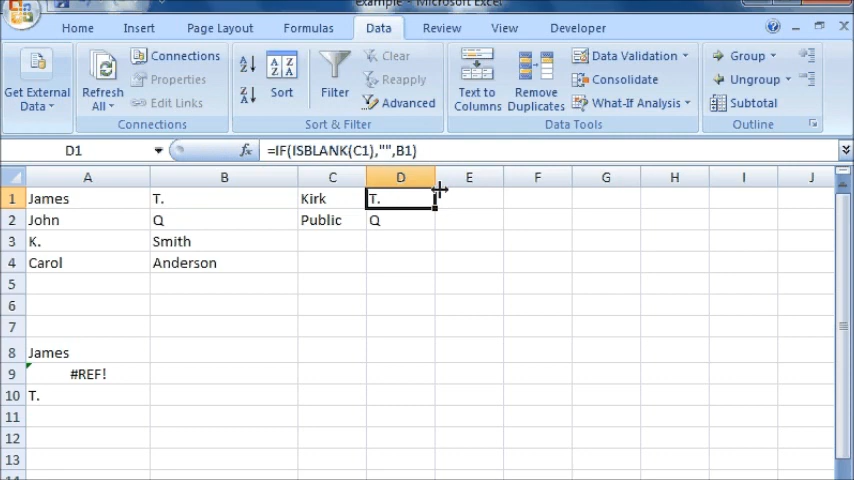 example - Microsoft Excel
Home Insert Page Layout Formulas Data Review View Developer
Connections Clear Data Validation Group
Properties Reapply Consolidate Ungroup
Get External Data Refresh All Edit Links Sort Filter Advanced Text to Columns Remove Duplicates What-If Analysis Subtotal
Connections Sort & Filter Data Tools Outline
D1 fx =IF(ISBLANK(C1),"",B1)
A B C D E F G H I J
1 James T. Kirk T.
2 John Q Public Q
3 K. Smith
4 Carol Anderson
5
6
7
8 James
9 #REF!
10 T.
11
12
13